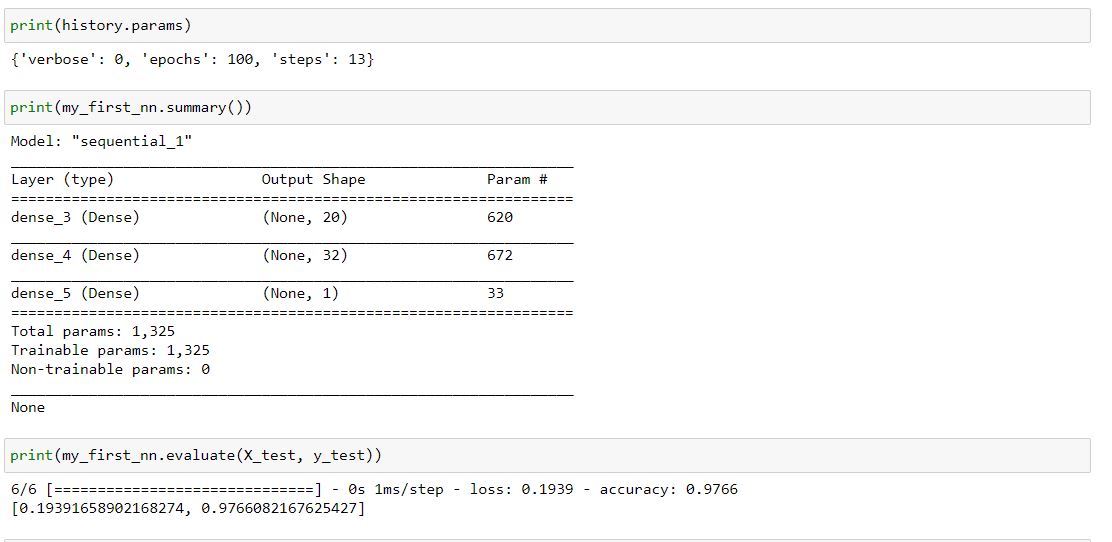 print(history.params)
{'verbose': 0, 'epochs': 100, 'steps': 13}
print(my_first_nn.summary())
Model: "sequential_1"
_________________________________________________________________
Layer (type)                 Output Shape              Param #
=================================================================
dense_3 (Dense)              (None, 20)                620
_________________________________________________________________
dense_4 (Dense)              (None, 32)                672
_________________________________________________________________
dense_5 (Dense)              (None, 1)                 33
=================================================================
Total params: 1,325
Trainable params: 1,325
Non-trainable params: 0
_________________________________________________________________
None
print(my_first_nn.evaluate(X_test, y_test))
6/6 [==============================] - 0s 1ms/step - loss: 0.1939 - accuracy: 0.9766
[0.19391658902168274, 0.9766082167625427]